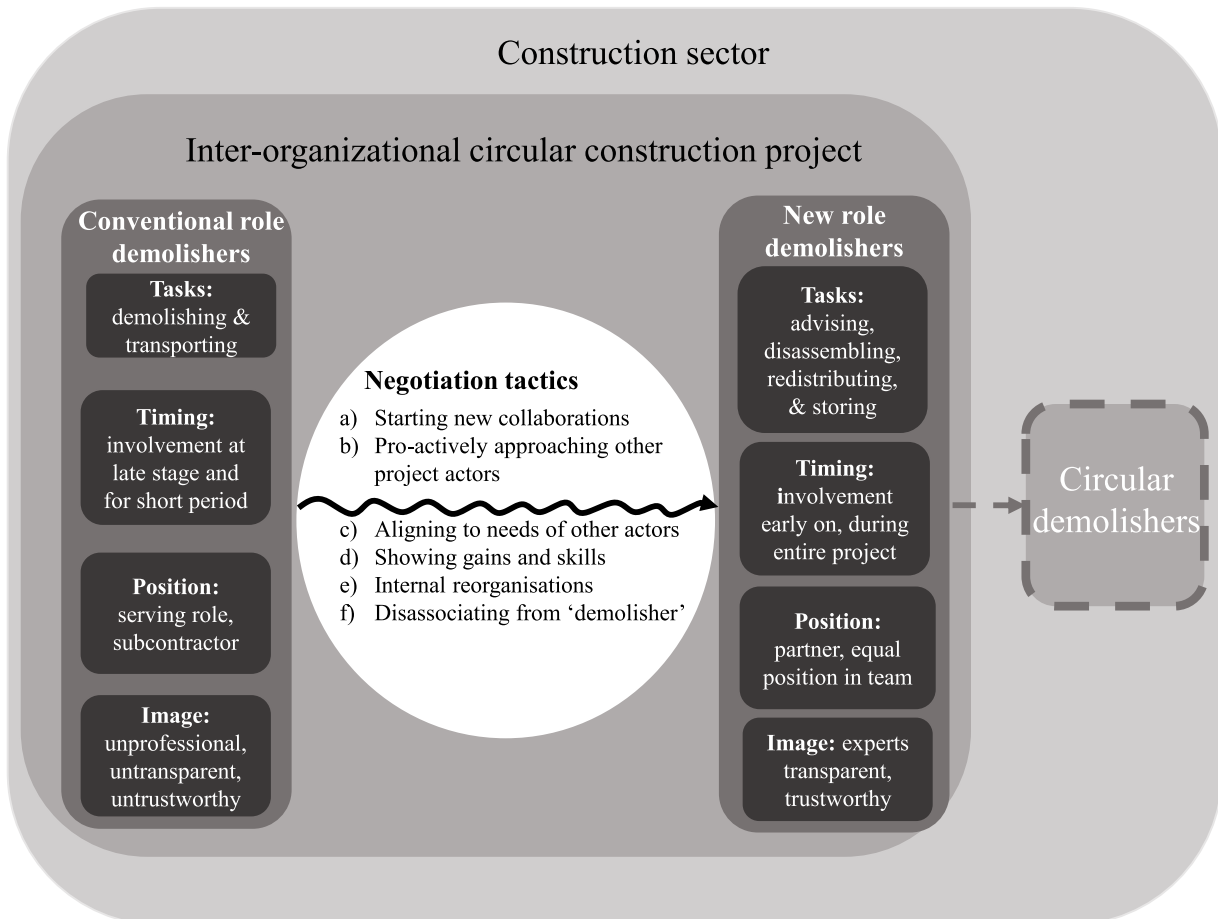 Construction sector
Inter-organizational circular construction project
Conventional role
demolishers
Tasks:
demolishing &
transporting
Timing:
involvement at
late stage and
for short period
Position:
serving role,
subcontractor
Image:
unprofessional,
untransparent,
untrustworthy
Negotiation tactics
a) Starting new collaborations
b) Pro-actively approaching other
project actors
c) Aligning to needs of other actors
d) Showing gains and skills
e) Internal reorganisations
f) Disassociating from ‘demolisher’
New role
demolishers
Tasks:
advising,
disassembling,
redistributing,
& storing
Timing:
involvement
early on, during
entire project
Position:
partner, equal
position in team
Image: experts
transparent,
trustworthy
Circular
demolishers